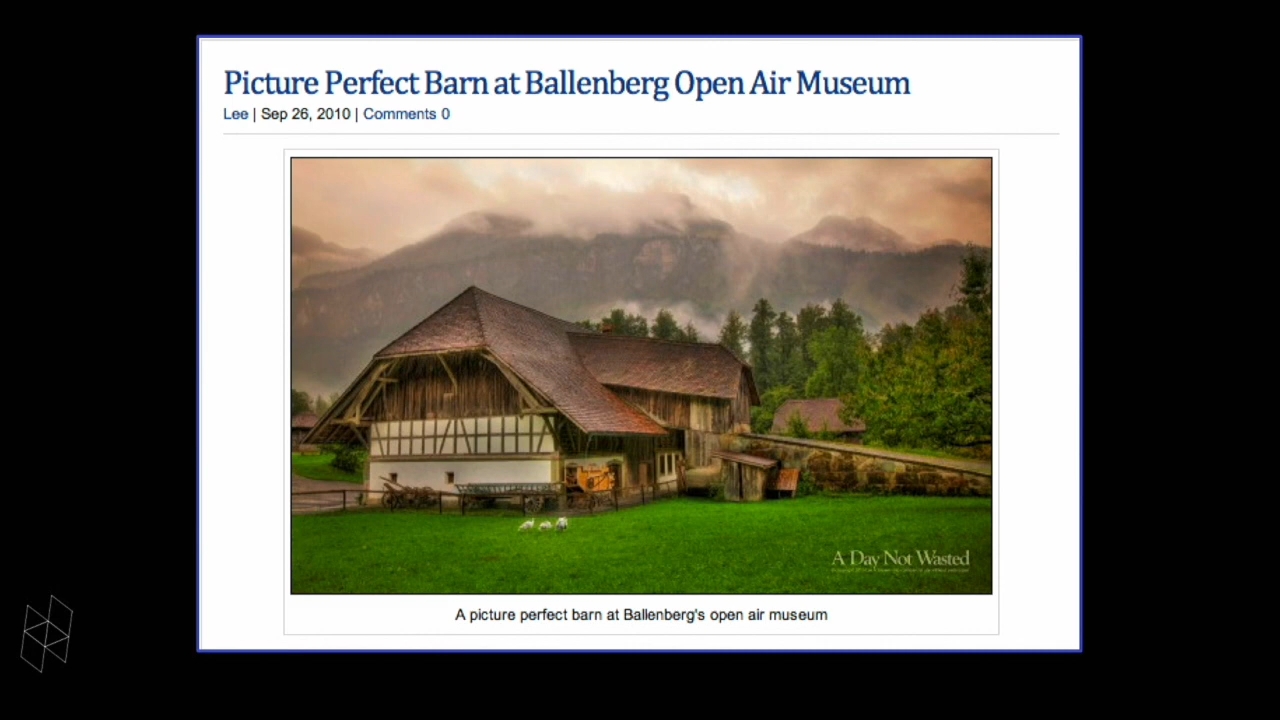 Picture Perfect Barn at Ballenberg Open Air Museum
Lee | Sep 26, 2010 | Comments 0
A Day Not Wasted
A picture perfect barn at Ballenberg's open air museum